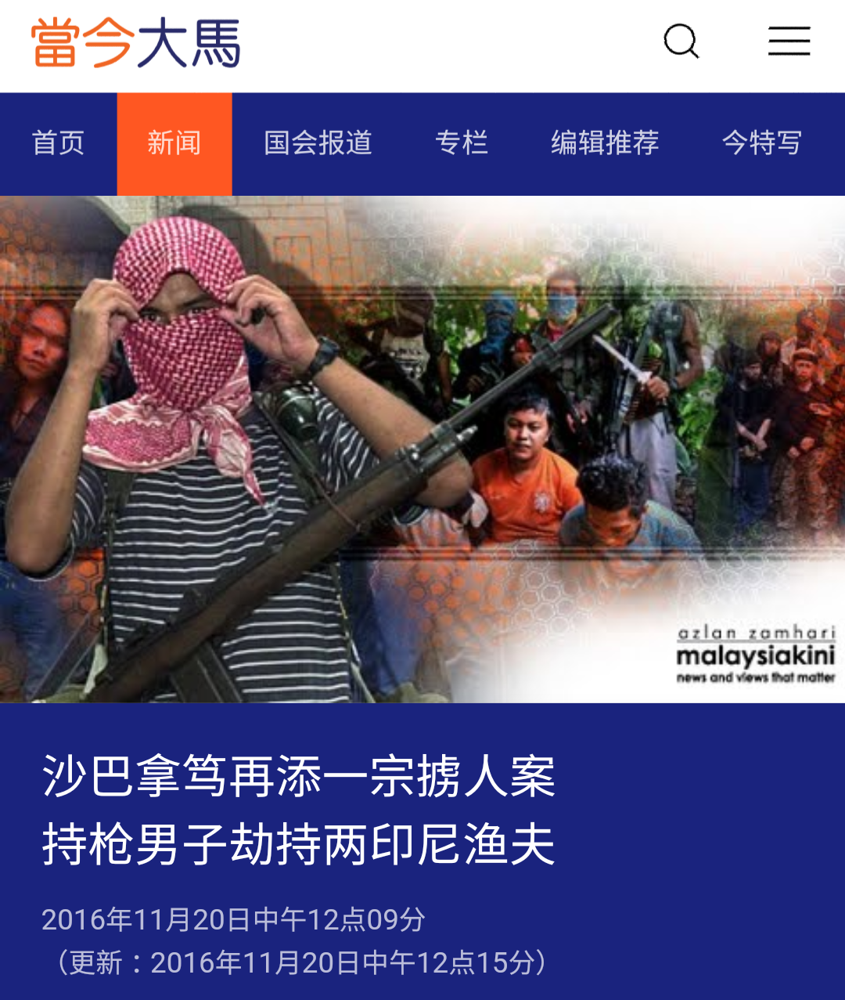 當今大馬
首页 新闻 国会报道 专栏 编辑推荐 今特写
azlan zamhari
malaysiakini
news and views that matter
沙巴拿笃再添一宗掳人案
持枪男子劫持两印尼渔夫
2016年11月20日中午12点09分
（更新：2016年11月20日中午12点15分）